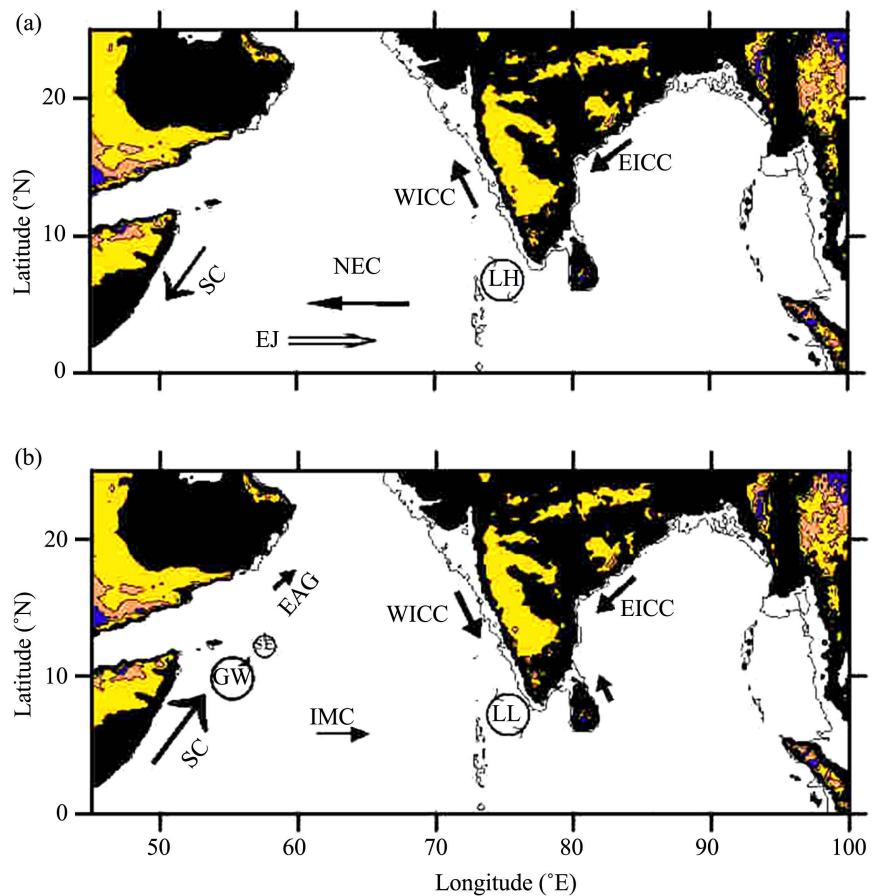 (a)
20
10
0
Latitude (˚N)
WICC
EICC
SC
NEC
LH
EJ
(b)
20
10
0
Latitude (˚N)
EAG
WICC
EICC
SE
GW
SC
IMC
LL
50 60 70 80 90 100
Longitude (˚E)